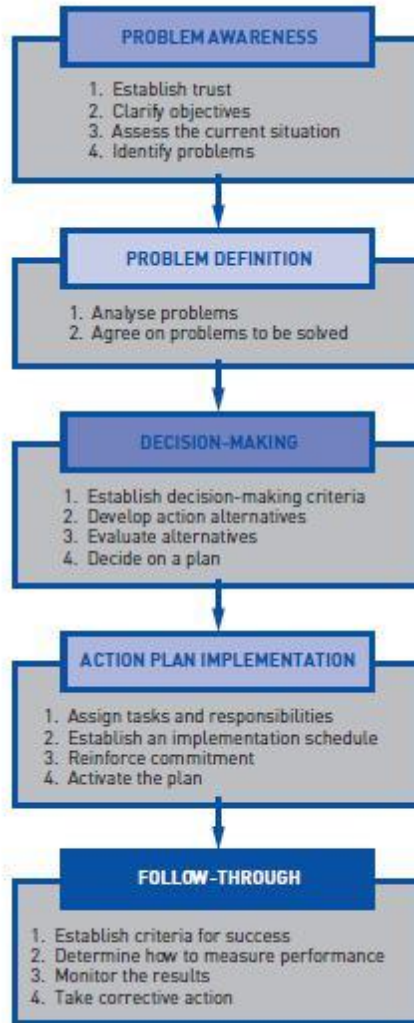 PROBLEM AWARENESS
1. Establish trust
2. Clarify objectives
3. Assess the current situation
4. Identify problems
PROBLEM DEFINITION
1. Analyse problems
2. Agree on problems to be solved
DECISION-MAKING
1. Establish decision-making criteria
2. Develop action alternatives
3. Evaluate alternatives
4. Decide on a plan
ACTION PLAN IMPLEMENTATION
1. Assign tasks and responsibilities
2. Establish an implementation schedule
3. Reinforce commitment
4. Activate the plan
FOLLOW-THROUGH
1. Establish criteria for success
2. Determine how to measure performance
3. Monitor the results
4. Take corrective action